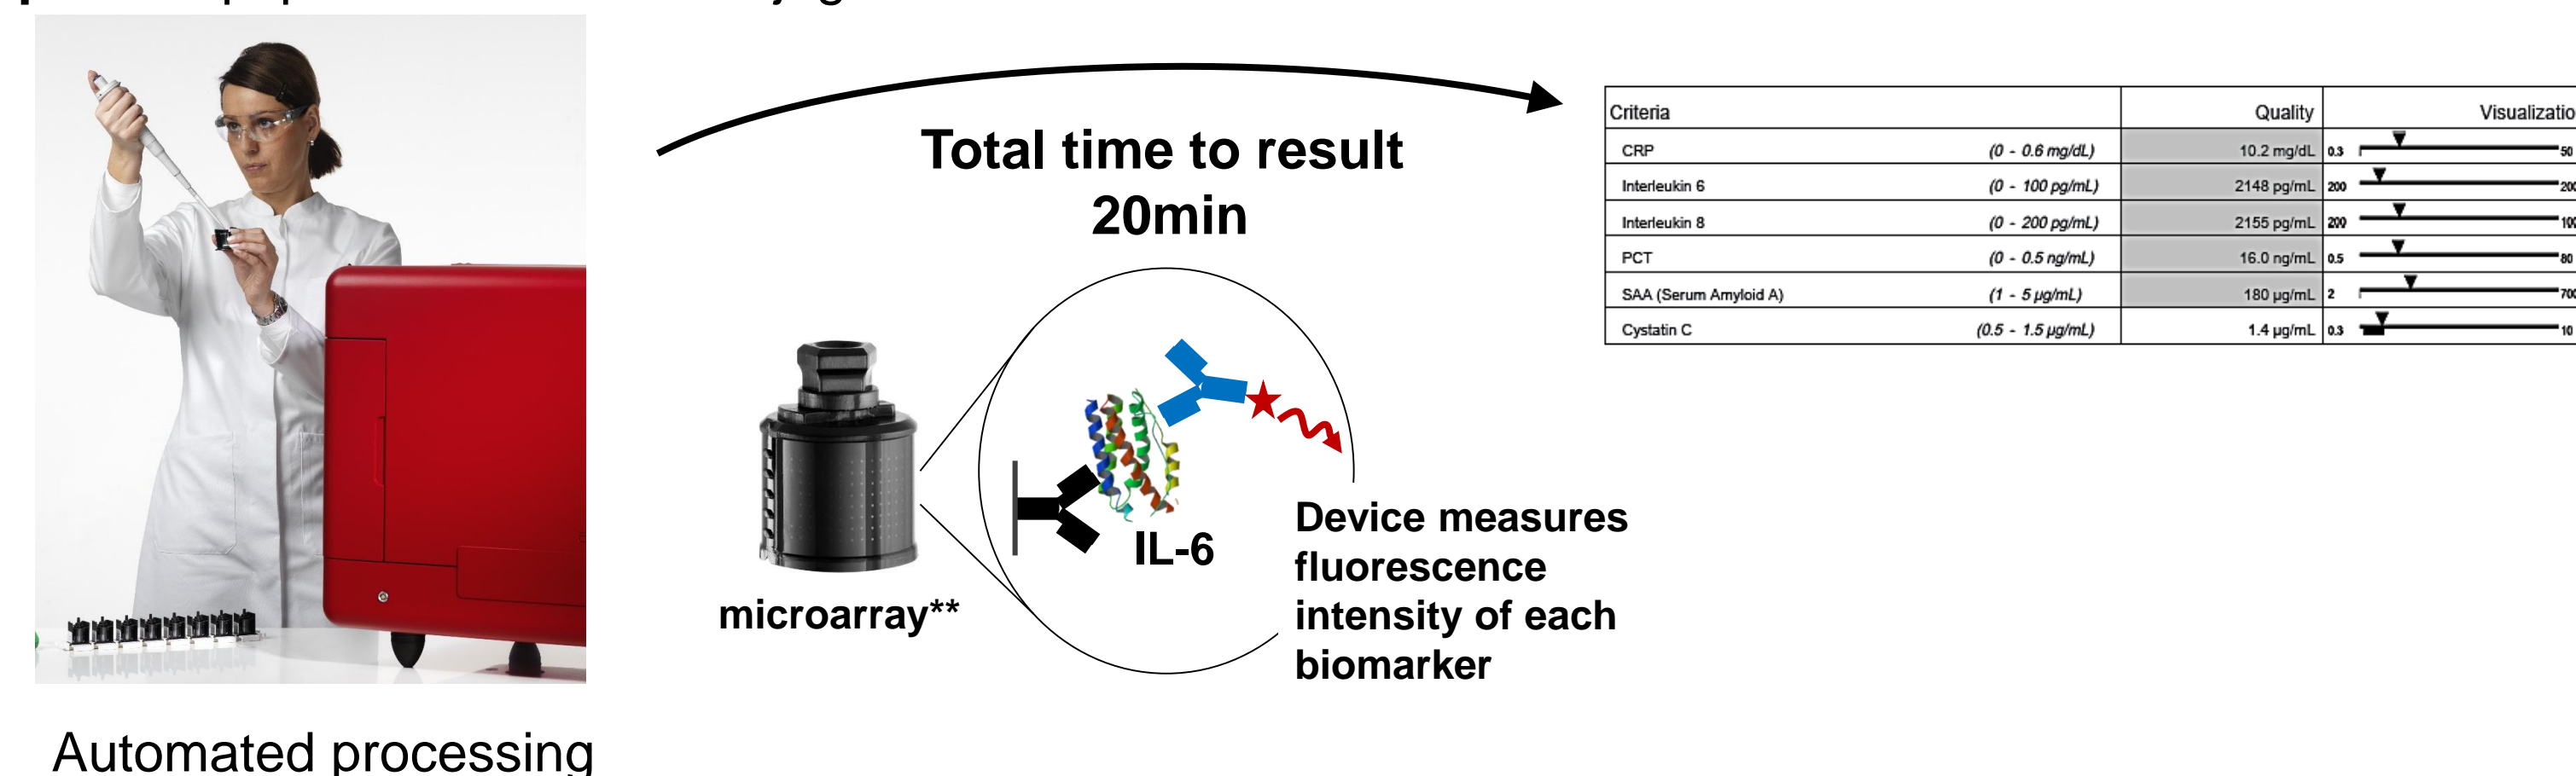 Total time to result
20min
microarray**
IL-6
Device measures
fluorescence
intensity of each
biomarker
Automated processing
Criteria Quality
CRP (0 - 0.6 mg/dL) 10.2 mg/dL 0.3 50
Interleukin 6 (0 - 100 pg/mL) 2148 pg/mL 200
Interleukin 8 (0 - 200 pg/mL) 2155 pg/mL 200
PCT (0 - 0.5 ng/mL) 16.0 ng/mL 0.5 80
SAA (Serum Amyloid A) (1 - 5 µg/mL) 180 µg/mL 2
Cystatin C (0.5 - 1.5 µg/mL) 1.4 µg/mL 0.3 10